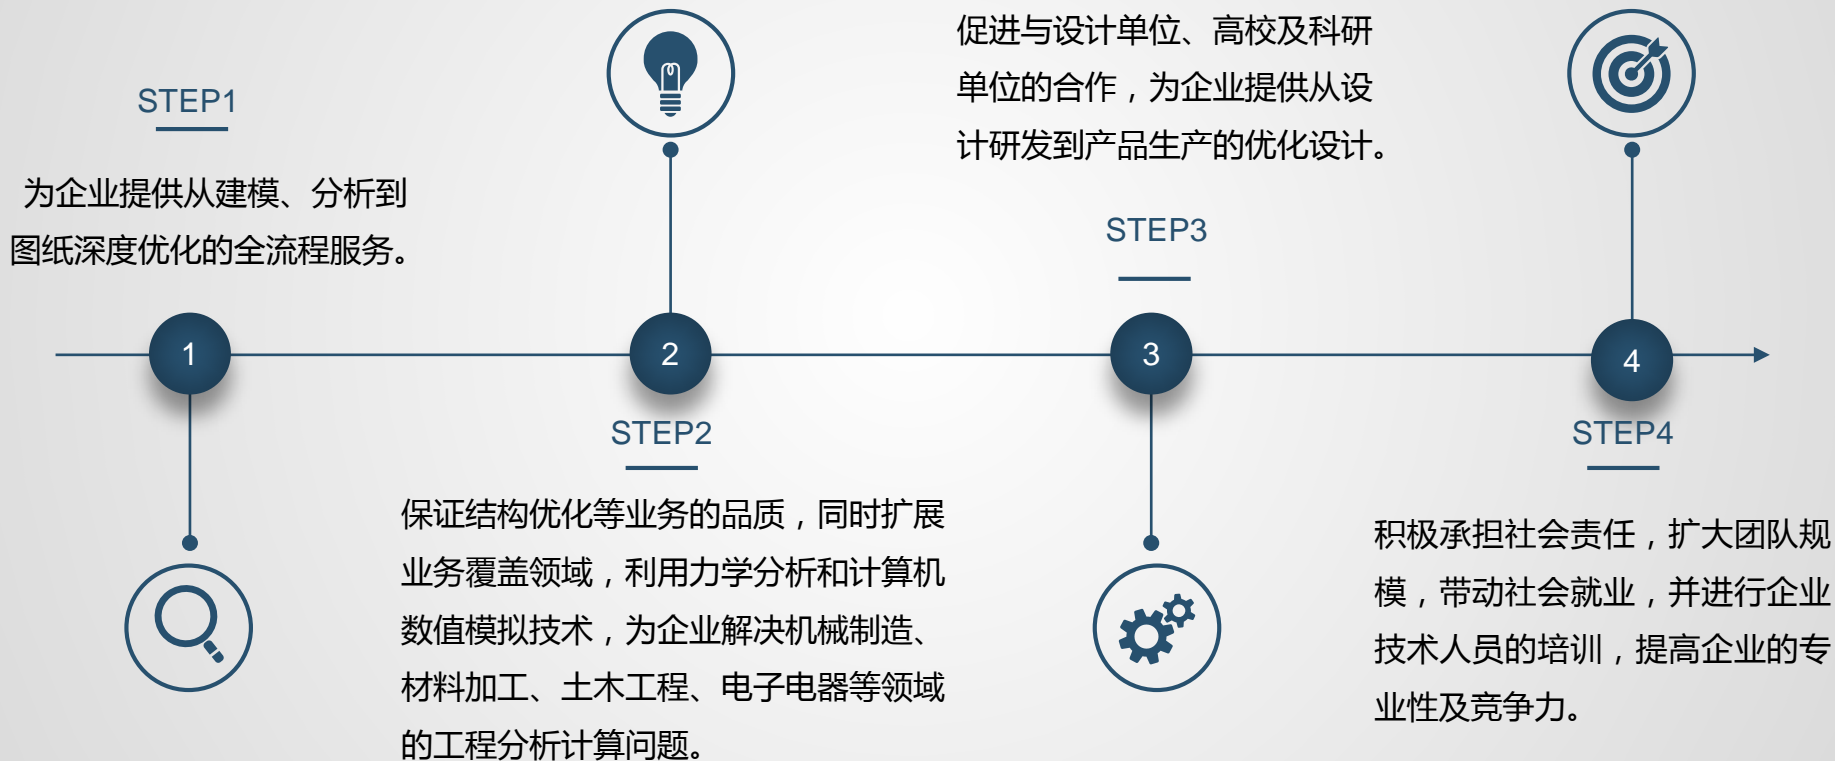 STEP1
为企业提供从建模、分析到
图纸深度优化的全流程服务。
1
2
STEP2
保证结构优化等业务的品质，同时扩展
业务覆盖领域，利用力学分析和计算机
数值模拟技术，为企业解决机械制造、
材料加工、土木工程、电子电器等领域
的工程分析计算问题。
促进与设计单位、高校及科研
单位的合作，为企业提供从设
计研发到产品生产的优化设计。
STEP3
3
4
STEP4
积极承担社会责任，扩大团队规
模，带动社会就业，并进行企业
技术人员的培训，提高企业的专
业性及竞争力。